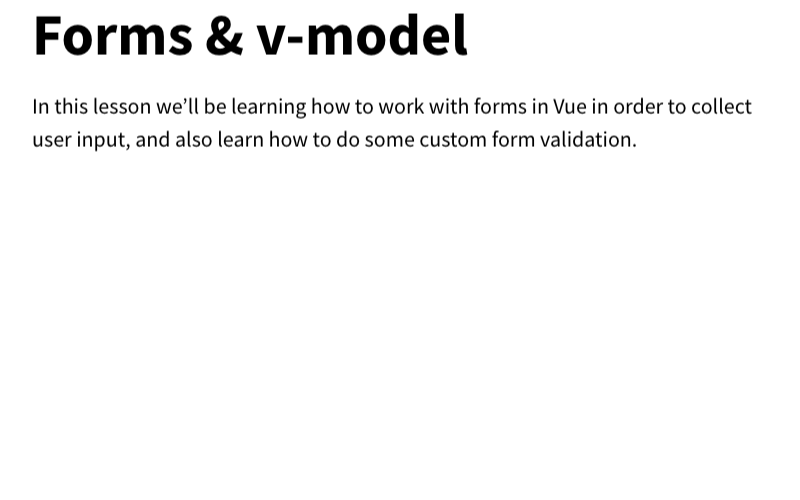 Forms & v-model
In this lesson we’ll be learning how to work with forms in Vue in order to collect
user input, and also learn how to do some custom form validation.